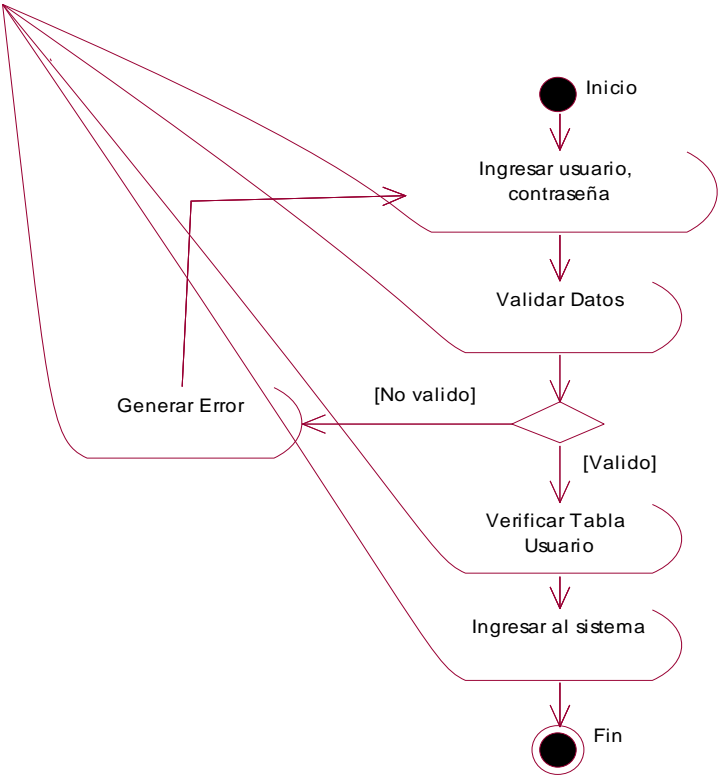 Inicio
Ingresar usuario,
contraseña
Validar Datos
[No valido]
Generar Error
[Valido]
Verificar Tabla
Usuario
Ingresar al sistema
Fin